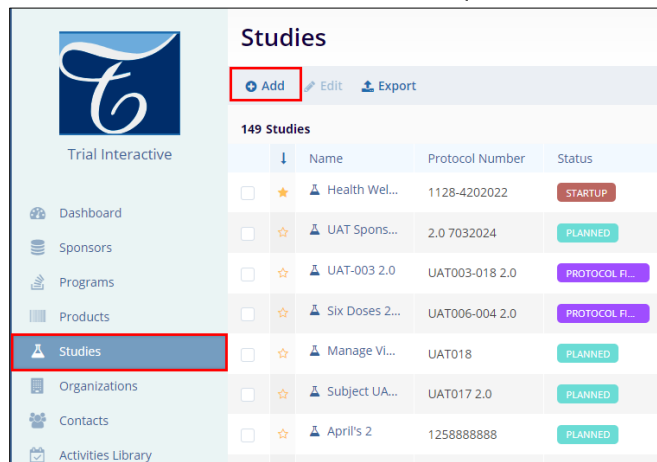 Studies
Add Edit Export
149 Studies
Trial Interactive
Name Protocol Number Status
Health Wel... 1128-4202022 STARTUP
Dashboard
UAT Spons... 2.0 7032024 PLANNED
Sponsors
UAT-003 2.0 UAT003-018 2.0 PROTOCOL FI...
Programs
Products
Six Doses 2... UAT006-004 2.0 PROTOCOL FI...
Studies
Manage Vi... UAT018 PLANNED
Organizations
Subject UA... UAT017 2.0 PLANNED
Contacts
April's 2 1258888888 PLANNED
Activities Library